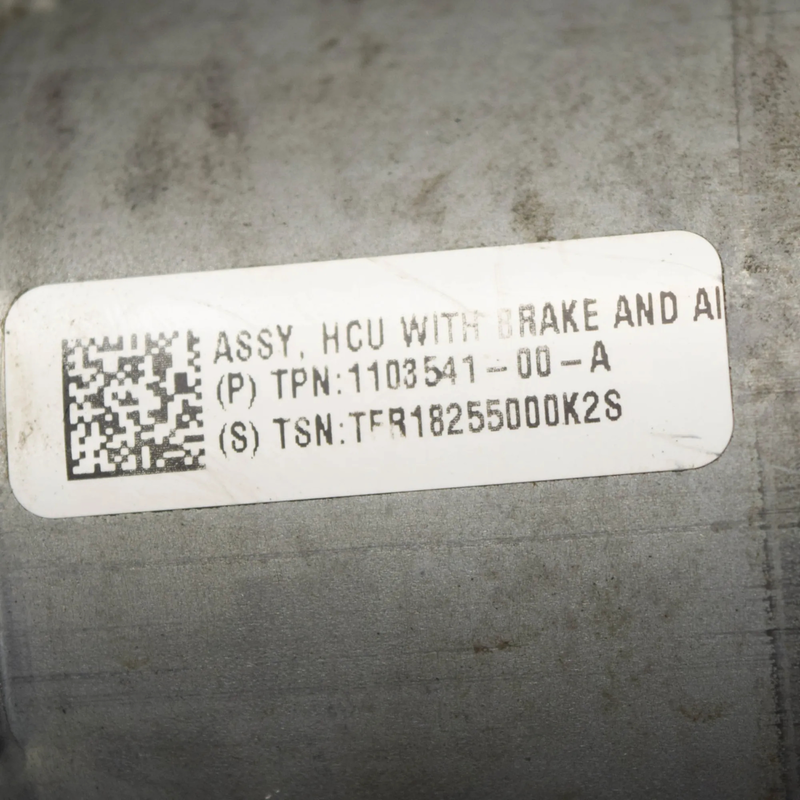 ASSY, HCU WITH BRAKE AND AI
(P) TPN:1103541-00-A
(S) TSN:TFR18255000K2S